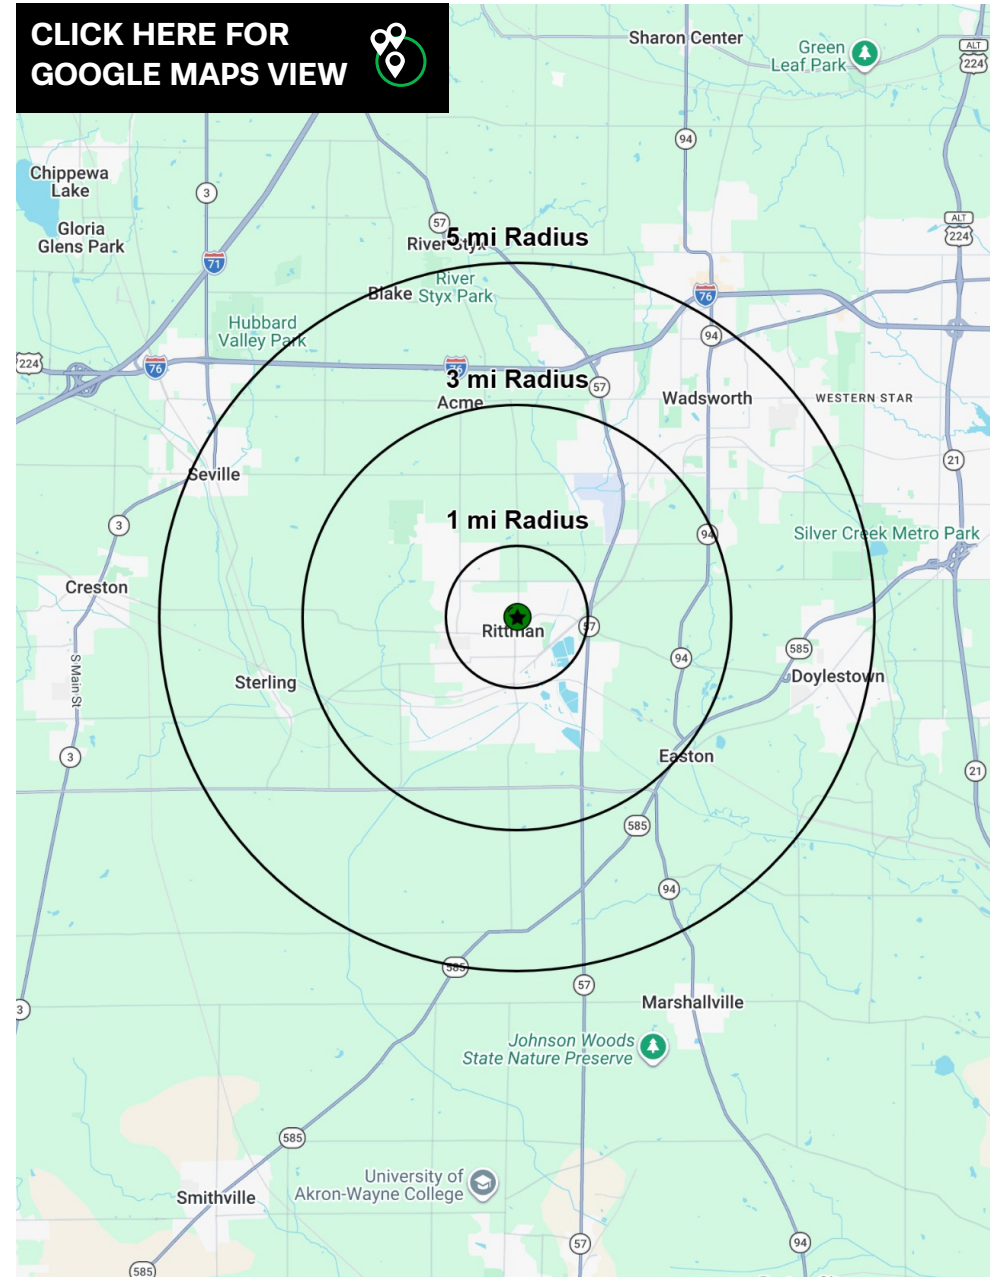 CLICK HERE FOR
GOOGLE MAPS VIEW
Sharon Center
Green
Leaf Park
ALT
224
94
Chippewa
Lake
3
Gloria
Glens Park
57
ALT
224
River Styx
5 mi Radius
71
River
Styx Park
Blake
76
Hubbard
Valley Park
94
224
76
76
3 mi Radius
57
Acme
Wadsworth
WESTERN STAR
21
Seville
3
1 mi Radius
94
Silver Creek Metro Park
Creston
Rittman
57
585
94
S Main St
Sterling
Doylestown
3
Easton
21
585
94
585
57
3
Marshallville
Johnson Woods
State Nature Preserve
585
University of
Akron-Wayne College
Smithville
57
94
585